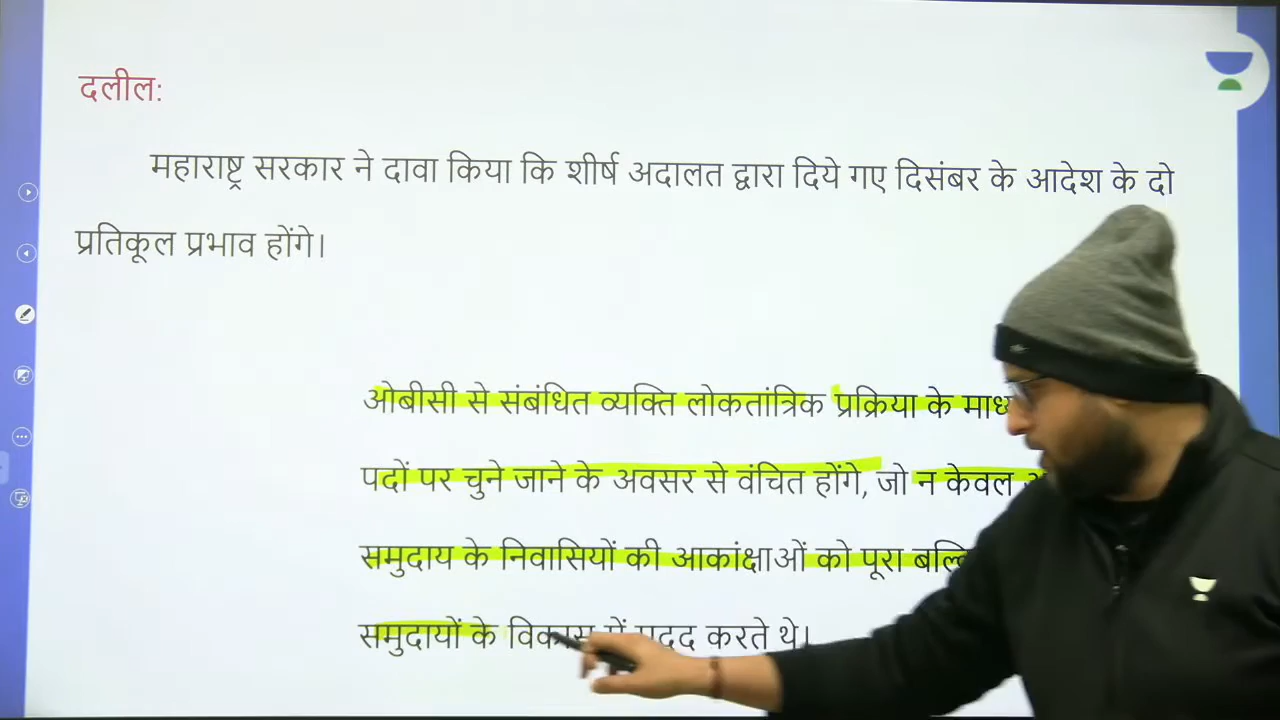 दलील:
महाराष्ट्र सरकार ने दावा किया कि शीर्ष अदालत द्वारा दिये गए दिसंबर के आदेश के दो
प्रतिकूल प्रभाव होंगे।
ओबीसी से संबंधित व्यक्ति लोकतांत्रिक प्रक्रिया के
पदों पर चुने जाने के अवसर से वंचित होंगे, जो न केवल
समुदाय के निवासियों की आकांक्षाओं को पूरा
समुदायों के विकास में मदद करते थे।